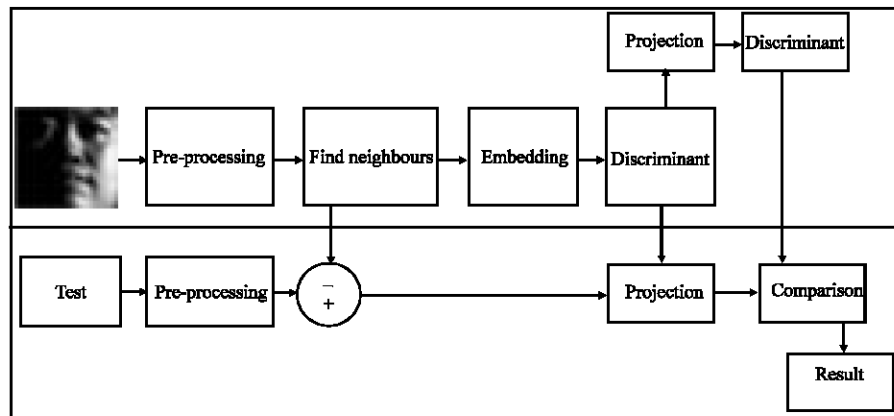 Projection
Discriminant
Pre-processing
Find neighbours
Embedding
Discriminant
Test
Pre-processing
−
+
Projection
Comparison
Result